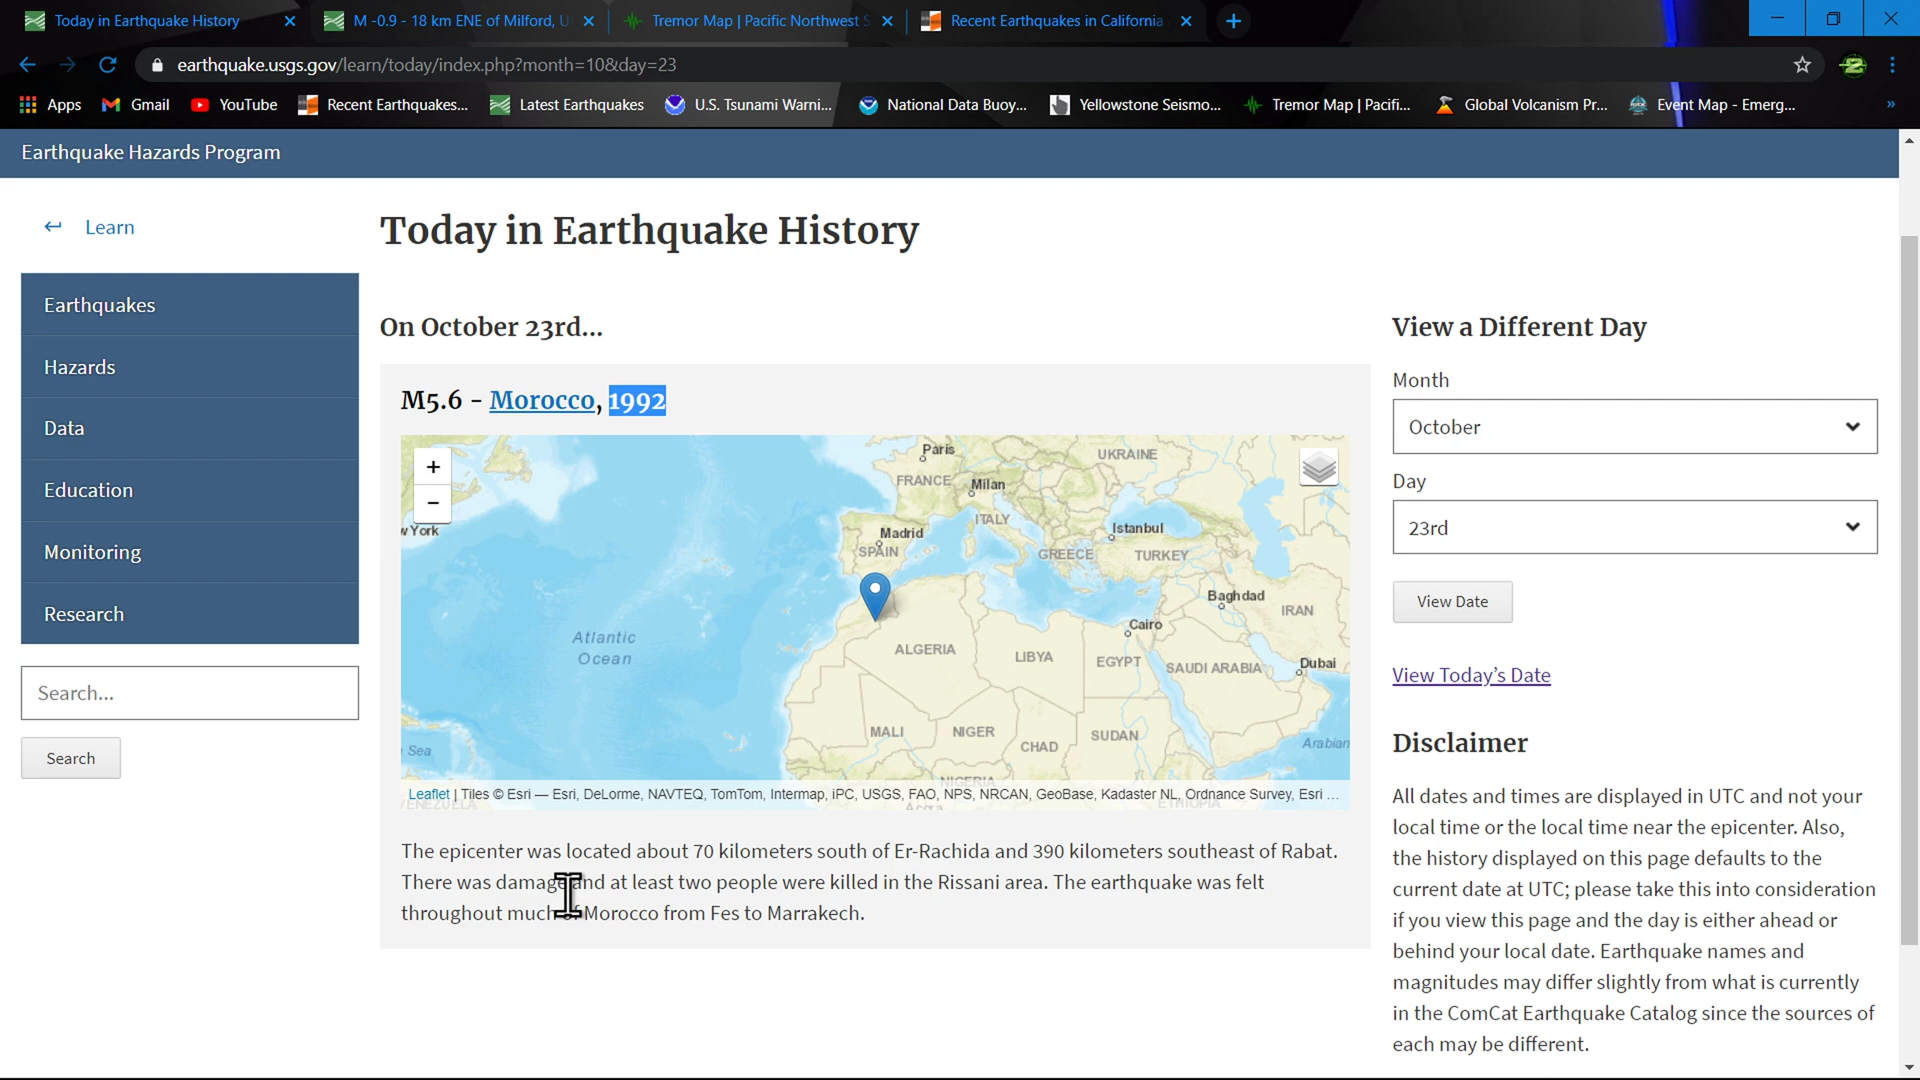 Today in Earthquake History
M -0.9 - 18 km ENE of Milford, U
Tremor Map | Pacific Northwest S
Recent Earthquakes in California
earthquake.usgs.gov/learn/today/index.php?month=10&day=23
Apps
Gmail
YouTube
Recent Earthquakes...
Latest Earthquakes
U.S. Tsunami Warni...
National Data Buoy...
Yellowstone Seismo...
Tremor Map | Pacifi...
Global Volcanism Pr...
Event Map - Emerg...
»
Earthquake Hazards Program
Learn
Earthquakes
Hazards
Data
Education
Monitoring
Research
Search...
Search
Today in Earthquake History
On October 23rd...
M5.6 - Morocco, 1992
+
−
w York
Paris
FRANCE
Milan
UKRAINE
ITALY
Madrid
SPAIN
Istanbul
GREECE
TURKEY
Baghdad
IRAN
Cairo
Atlantic
Ocean
ALGERIA
LIBYA
EGYPT
SAUDI ARABIA
Dubai
MALI
NIGER
CHAD
SUDAN
Sea
Arabian
NIGERIA
VENEZUELA
Accra
ETHIOPIA
Leaflet | Tiles © Esri — Esri, DeLorme, NAVTEQ, TomTom, Intermap, iPC, USGS, FAO, NPS, NRCAN, GeoBase, Kadaster NL, Ordnance Survey, Esri ...
The epicenter was located about 70 kilometers south of Er-Rachida and 390 kilometers southeast of Rabat.
There was damage and at least two people were killed in the Rissani area. The earthquake was felt
throughout much of Morocco from Fes to Marrakech.
View a Different Day
Month
October
Day
23rd
View Date
View Today's Date
Disclaimer
All dates and times are displayed in UTC and not your
local time or the local time near the epicenter. Also,
the history displayed on this page defaults to the
current date at UTC; please take this into consideration
if you view this page and the day is either ahead or
behind your local date. Earthquake names and
magnitudes may differ slightly from what is currently
in the ComCat Earthquake Catalog since the sources of
each may be different.